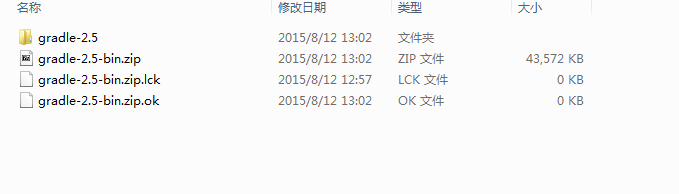 名称 修改日期 类型 大小
gradle-2.5 2015/8/12 13:02 文件夹
gradle-2.5-bin.zip 2015/8/12 13:02 ZIP 文件 43,572 KB
gradle-2.5-bin.zip.lck 2015/8/12 12:57 LCK 文件 0 KB
gradle-2.5-bin.zip.ok 2015/8/12 13:02 OK 文件 0 KB